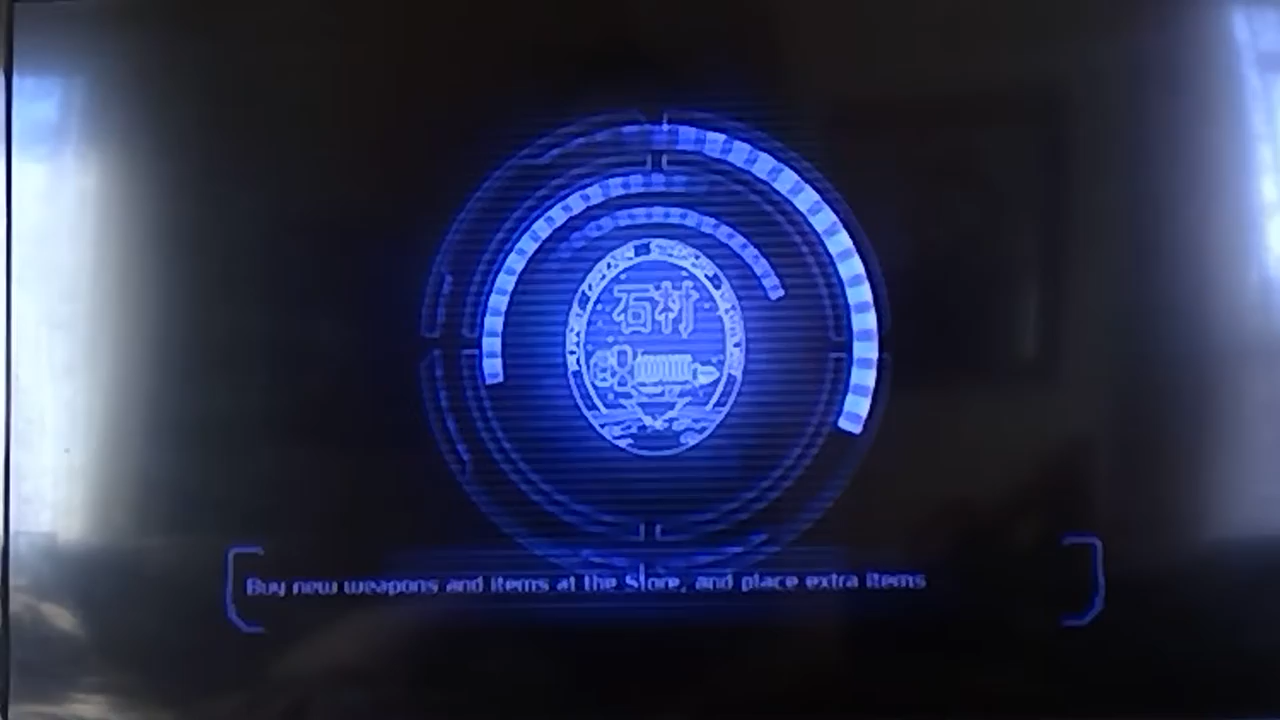 石村
Buy new weapons and items at the Store, and place extra items